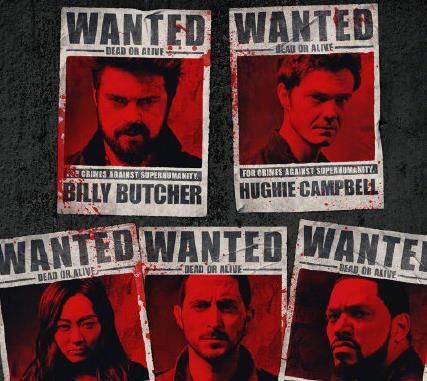 WANTED
DEAD OR ALIVE
FOR CRIMES AGAINST SUPERHUMANITY.
BILLY BUTCHER
WANTED
DEAD OR ALIVE
FOR CRIMES AGAINST SUPERHUMANITY.
HUGHIE CAMPBELL
WANTED
DEAD OR ALIVE
WANTED
DEAD OR ALIVE
WANTED
DEAD OR ALIVE